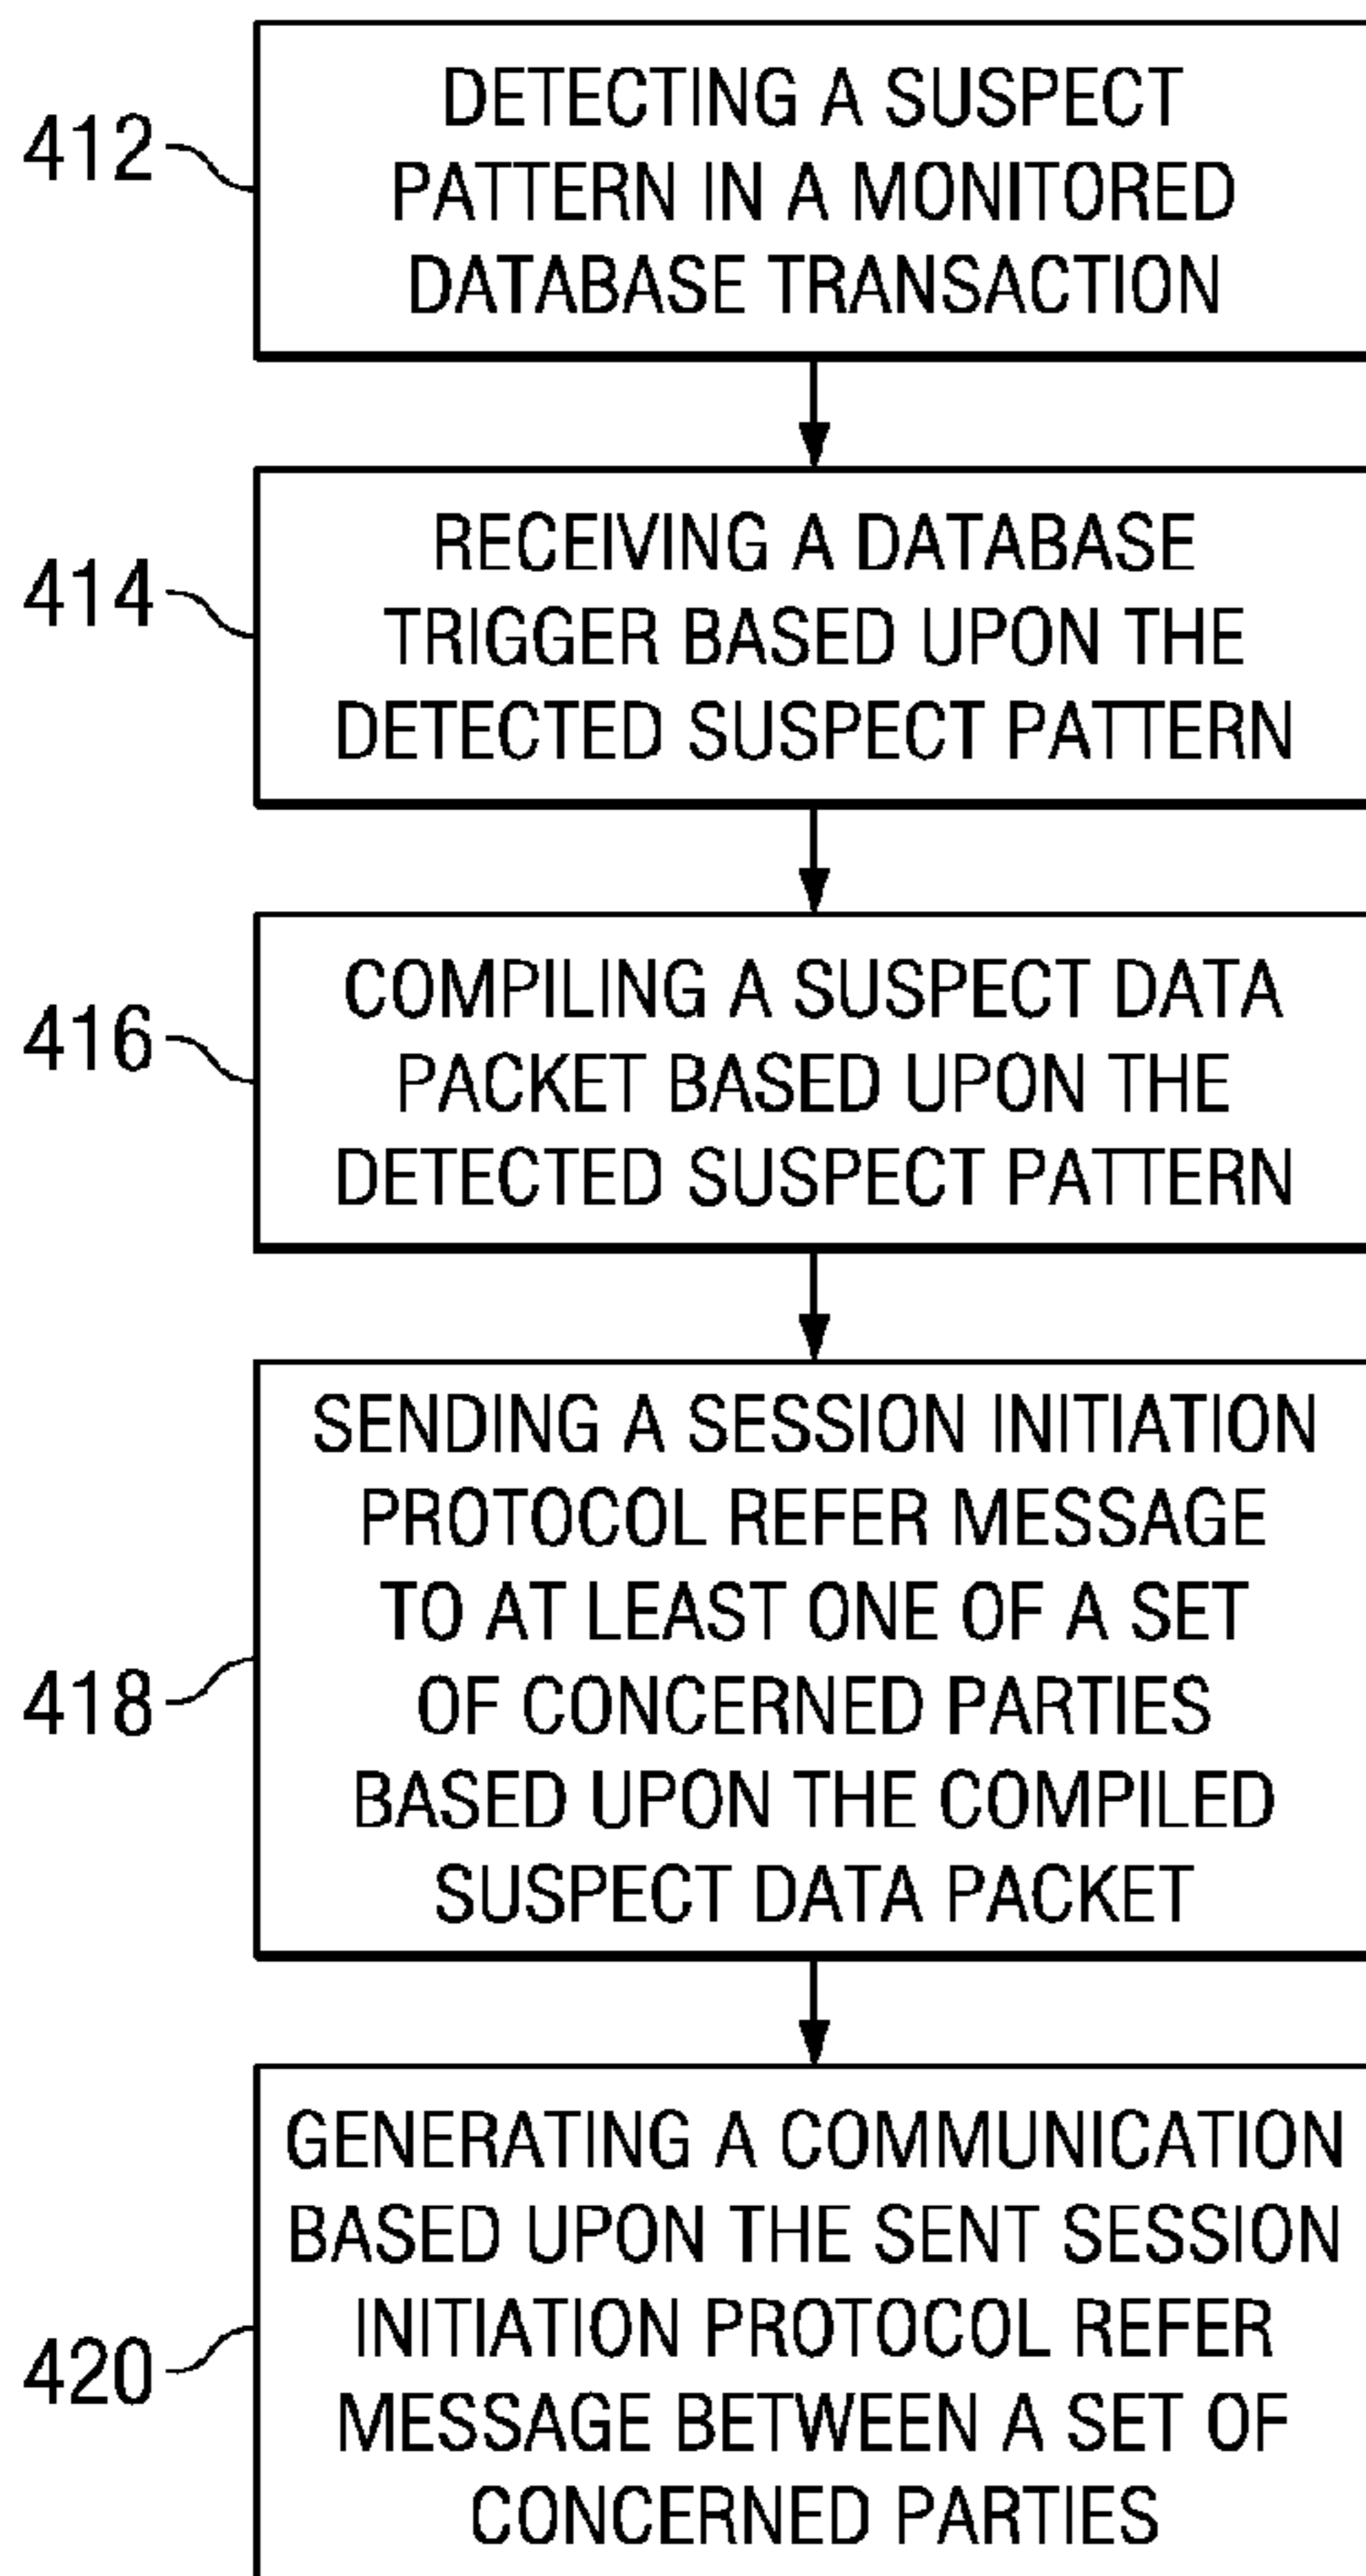 412
DETECTING A SUSPECT
PATTERN IN A MONITORED
DATABASE TRANSACTION
414
RECEIVING A DATABASE
TRIGGER BASED UPON THE
DETECTED SUSPECT PATTERN
416
COMPILING A SUSPECT DATA
PACKET BASED UPON THE
DETECTED SUSPECT PATTERN
418
SENDING A SESSION INITIATION
PROTOCOL REFER MESSAGE
TO AT LEAST ONE OF A SET
OF CONCERNED PARTIES
BASED UPON THE COMPILED
SUSPECT DATA PACKET
420
GENERATING A COMMUNICATION
BASED UPON THE SENT SESSION
INITIATION PROTOCOL REFER
MESSAGE BETWEEN A SET OF
CONCERNED PARTIES